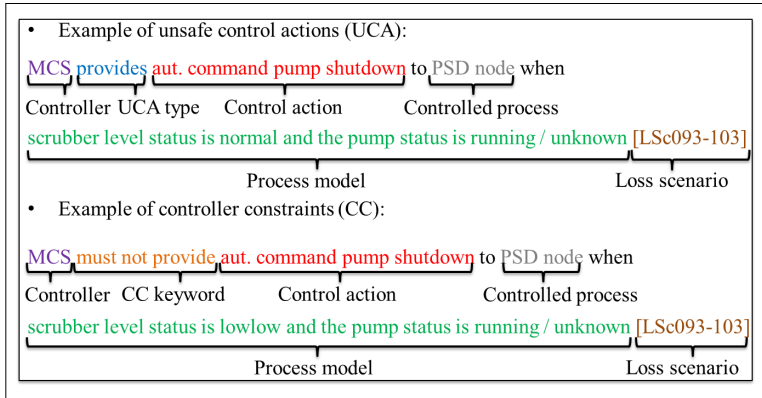 • Example of unsafe control actions (UCA):
MCS provides aut. command pump shutdown to PSD node when
Controller UCA type Control action Controlled process
scrubber level status is normal and the pump status is running / unknown [LSc093-103]
Process model Loss scenario
• Example of controller constraints (CC):
MCS must not provide aut. command pump shutdown to PSD node when
Controller CC keyword Control action Controlled process
scrubber level status is lowlow and the pump status is running / unknown [LSc093-103]
Process model Loss scenario